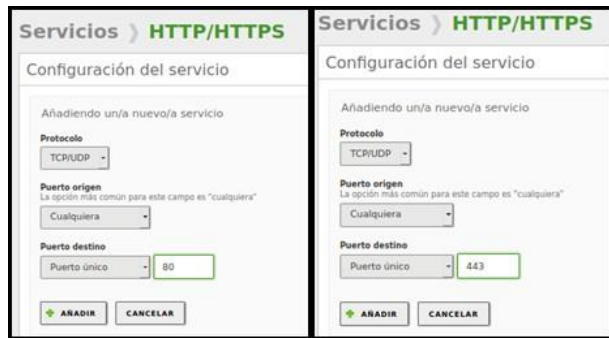 Servicios ⟩ HTTP/HTTPS
Configuración del servicio
Añadiendo un/a nuevo/a servicio
Protocolo
TCP/UDP
Puerto origen
La opción más común para este campo es "cualquiera"
Cualquiera
Puerto destino
Puerto único 80
AÑADIR CANCELAR
Servicios ⟩ HTTP/HTTPS
Configuración del servicio
Añadiendo un/a nuevo/a servicio
Protocolo
TCP/UDP
Puerto origen
La opción más común para este campo es "cualquiera"
Cualquiera
Puerto destino
Puerto único 443
AÑADIR CANCELAR